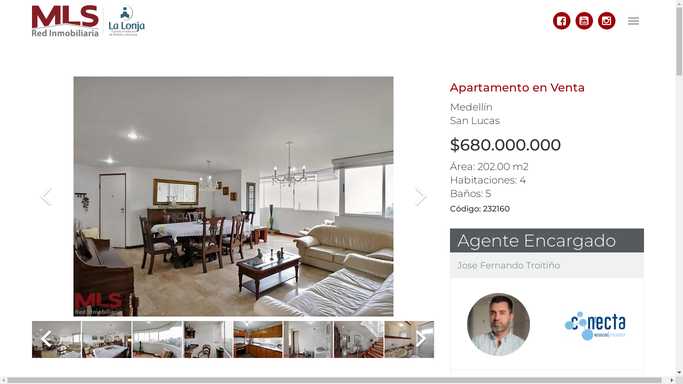 MLS
Red Inmobiliaria
La Lonja
Apartamento en Venta
Medellín
San Lucas
$680.000.000
Área: 202.00 m2
Habitaciones: 4
Baños: 5
Código: 232160
Agente Encargado
Jose Fernando Troitiño
conecta
MLS
Red Inmobiliaria